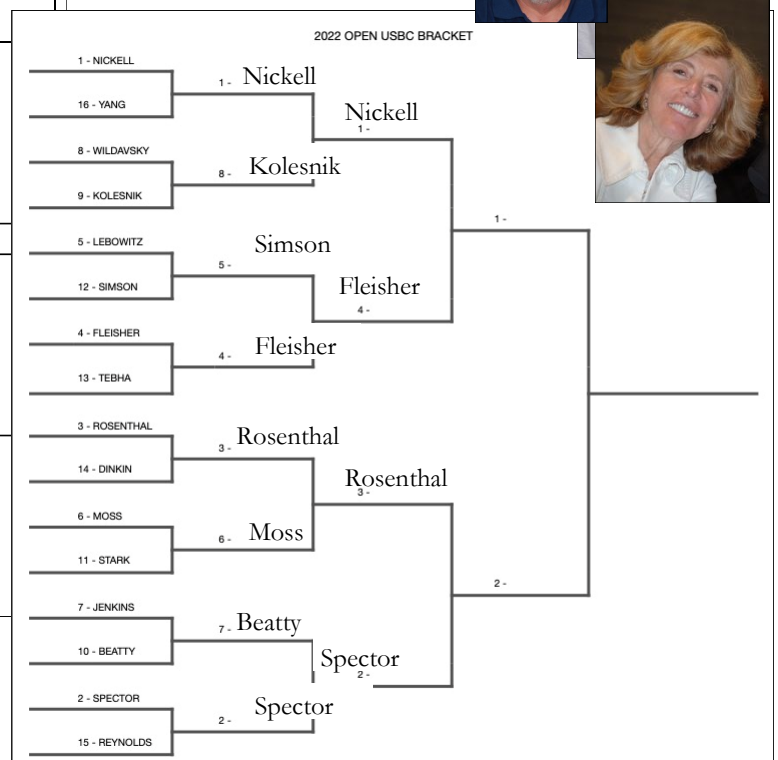 2022 OPEN USBC BRACKET
1 - NICKELL
16 - YANG
8 - WILDAVSKY
9 - KOLESNIK
5 - LEBOWITZ
12 - SIMSON
4 - FLEISHER
13 - TEBHA
3 - ROSENTHAL
14 - DINKIN
6 - MOSS
11 - STARK
7 - JENKINS
10 - BEATTY
2 - SPECTOR
15 - REYNOLDS
1 - Nickell
8 - Kolesnik
Simson
5 -
Fleisher
4 -
3 - Rosenthal
6 - Moss
7 - Beatty
Spector
2 -
Nickell
1 -
Fleisher
4 -
Rosenthal
3 -
Spector
2 -
1 -
2 -